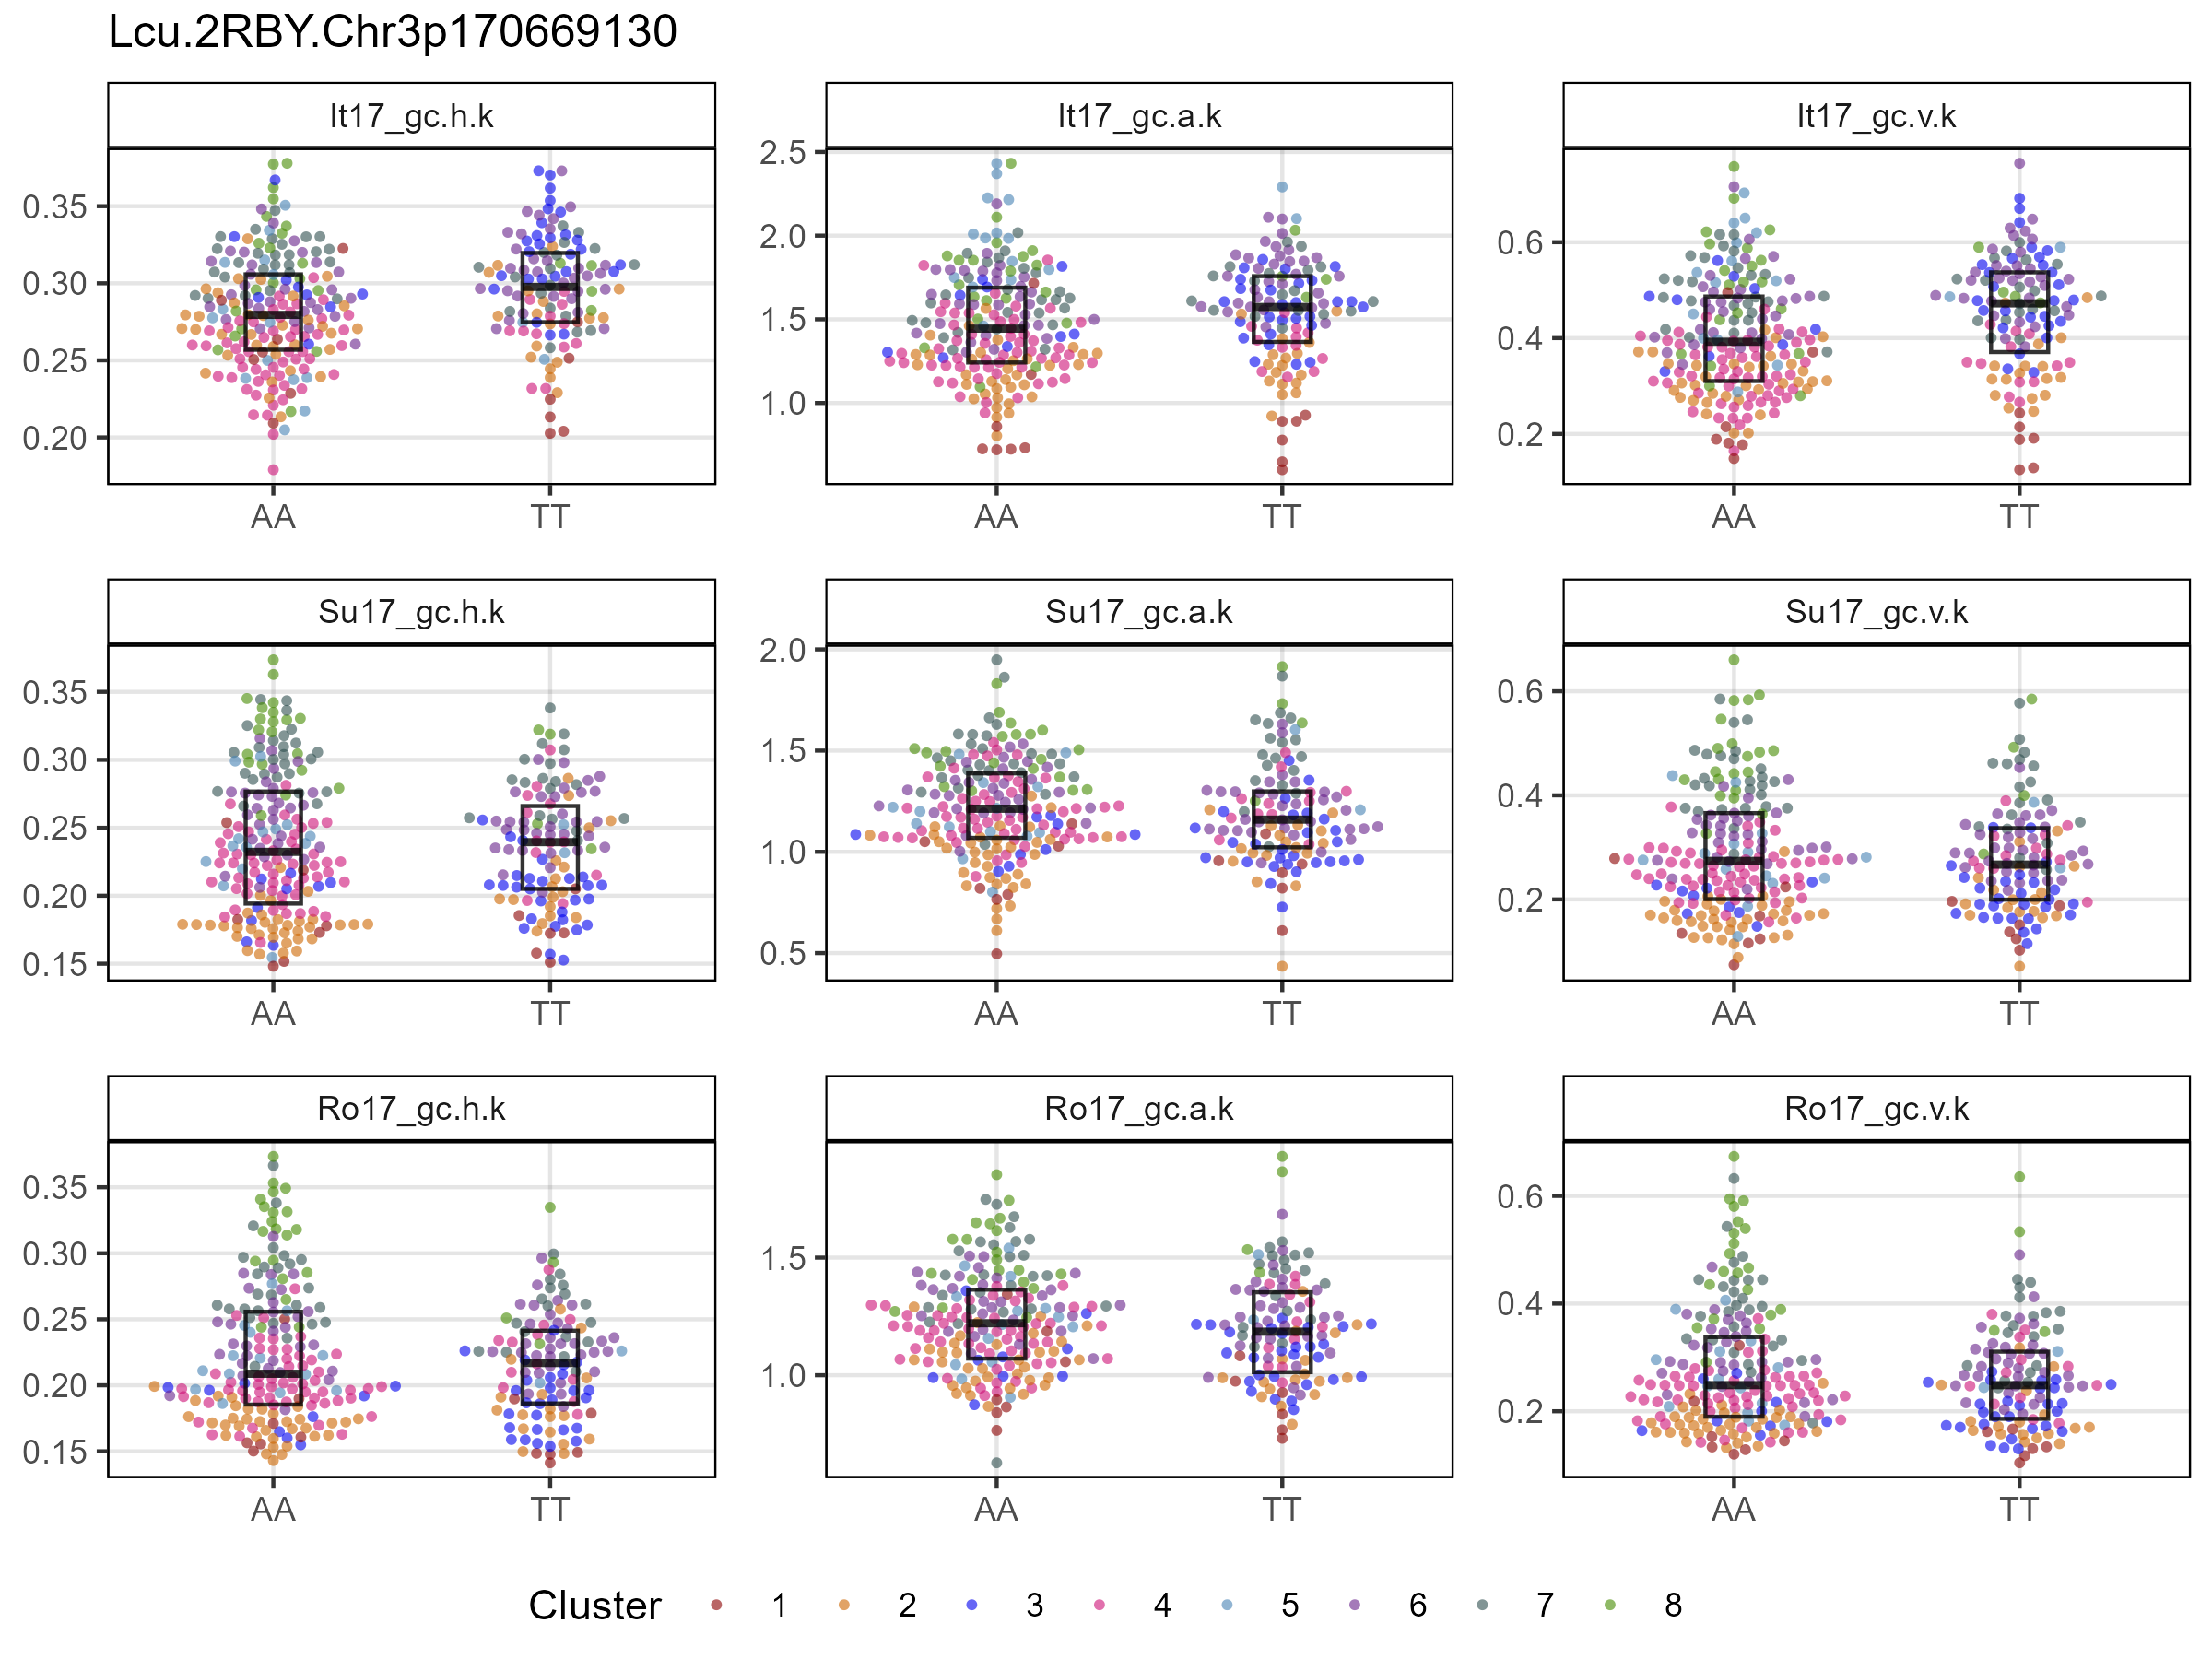 Lcu.2RBY.Chr3p170669130
It17_gc.h.k
It17_gc.a.k
It17_gc.v.k
0.35
0.30
0.25
0.20
AA
TT
2.5
2.0
1.5
1.0
AA
TT
0.6
0.4
0.2
AA
TT
Su17_gc.h.k
Su17_gc.a.k
Su17_gc.v.k
0.35
0.30
0.25
0.20
0.15
AA
TT
2.0
1.5
1.0
0.5
AA
TT
0.6
0.4
0.2
AA
TT
Ro17_gc.h.k
Ro17_gc.a.k
Ro17_gc.v.k
0.35
0.30
0.25
0.20
0.15
AA
TT
1.5
1.0
AA
TT
0.6
0.4
0.2
AA
TT
Cluster 1 2 3 4 5 6 7 8